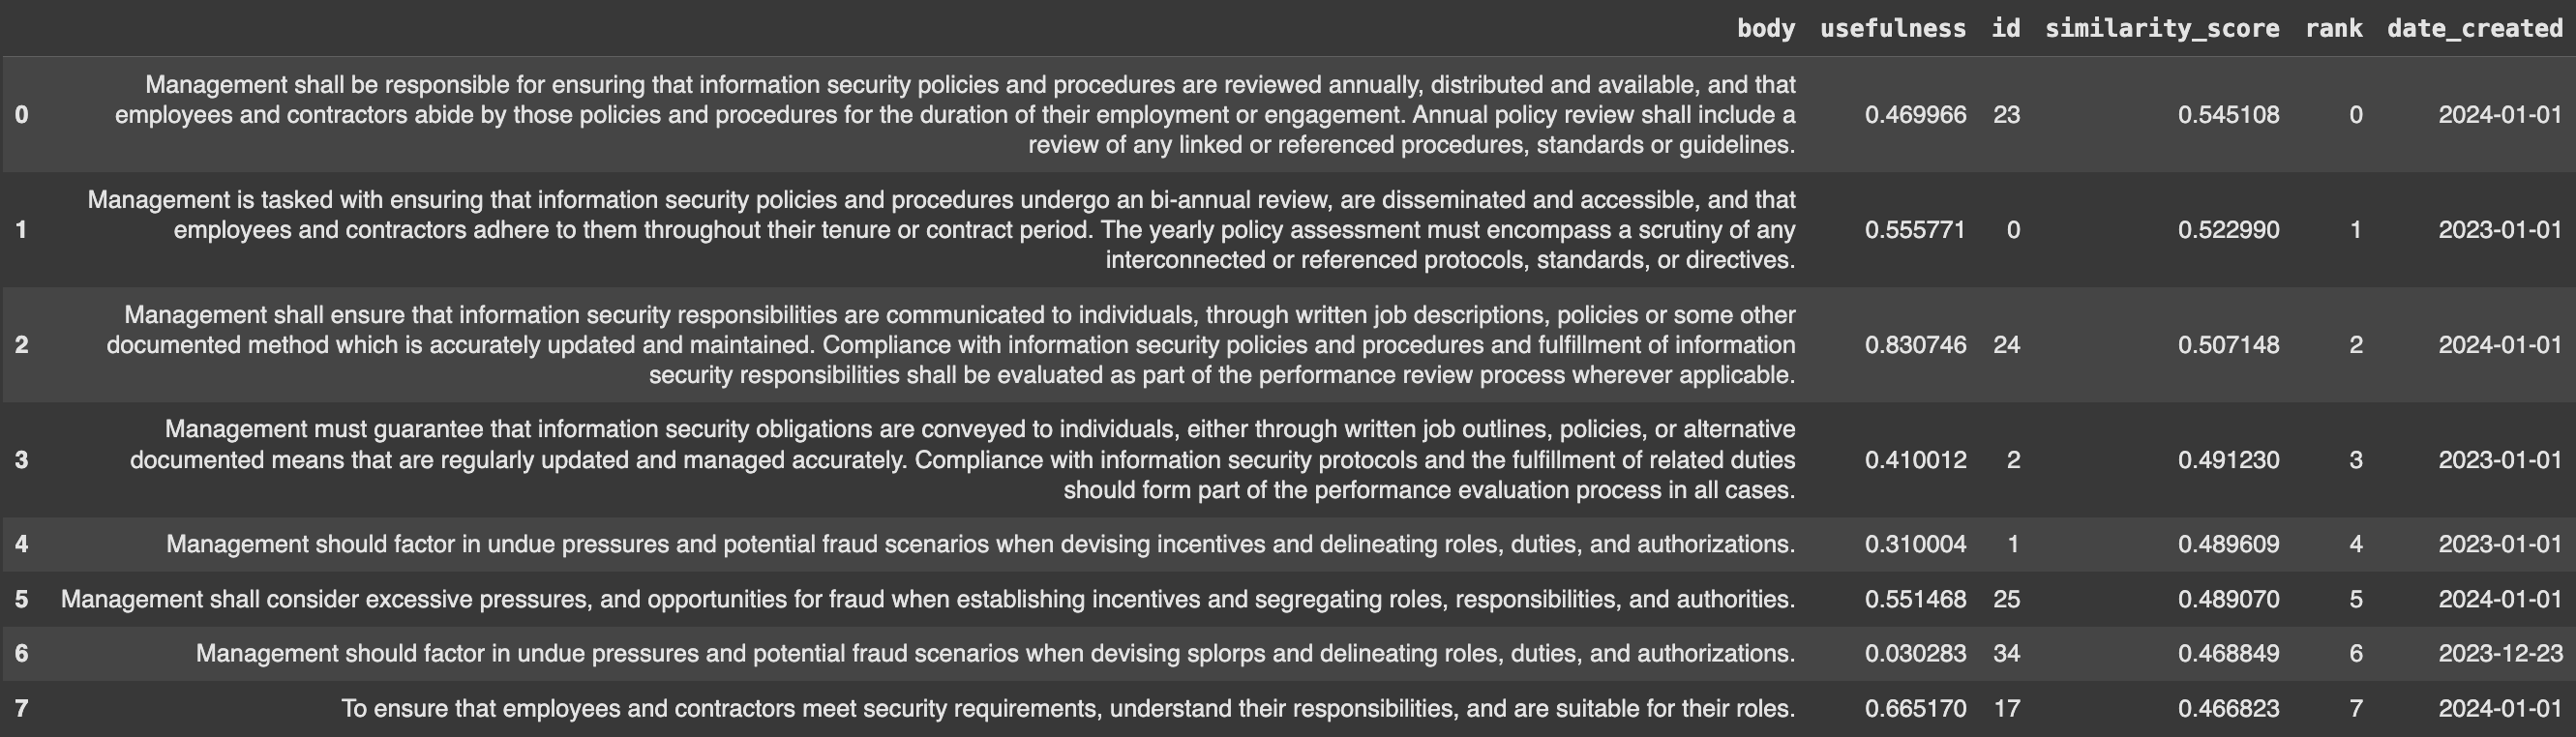 body usefulness id similarity_score rank date_created
Management shall be responsible for ensuring that information security policies and procedures are reviewed annually, distributed and available, and that
0 employees and contractors abide by those policies and procedures for the duration of their employment or engagement. Annual policy review shall include a 0.469966 23 0.545108 0 2024-01-01
review of any linked or referenced procedures, standards or guidelines.
Management is tasked with ensuring that information security policies and procedures undergo an bi-annual review, are disseminated and accessible, and that
1 employees and contractors adhere to them throughout their tenure or contract period. The yearly policy assessment must encompass a scrutiny of any 0.555771 0 0.522990 1 2023-01-01
interconnected or referenced protocols, standards, or directives.
Management shall ensure that information security responsibilities are communicated to individuals, through written job descriptions, policies or some other
2 documented method which is accurately updated and maintained. Compliance with information security policies and procedures and fulfillment of information 0.830746 24 0.507148 2 2024-01-01
security responsibilities shall be evaluated as part of the performance review process wherever applicable.
Management must guarantee that information security obligations are conveyed to individuals, either through written job outlines, policies, or alternative
3 documented means that are regularly updated and managed accurately. Compliance with information security protocols and the fulfillment of related duties 0.410012 2 0.491230 3 2023-01-01
should form part of the performance evaluation process in all cases.
4 Management should factor in undue pressures and potential fraud scenarios when devising incentives and delineating roles, duties, and authorizations. 0.310004 1 0.489609 4 2023-01-01
5 Management shall consider excessive pressures, and opportunities for fraud when establishing incentives and segregating roles, responsibilities, and authorities. 0.551468 25 0.489070 5 2024-01-01
6 Management should factor in undue pressures and potential fraud scenarios when devising splorps and delineating roles, duties, and authorizations. 0.030283 34 0.468849 6 2023-12-23
7 To ensure that employees and contractors meet security requirements, understand their responsibilities, and are suitable for their roles. 0.665170 17 0.466823 7 2024-01-01